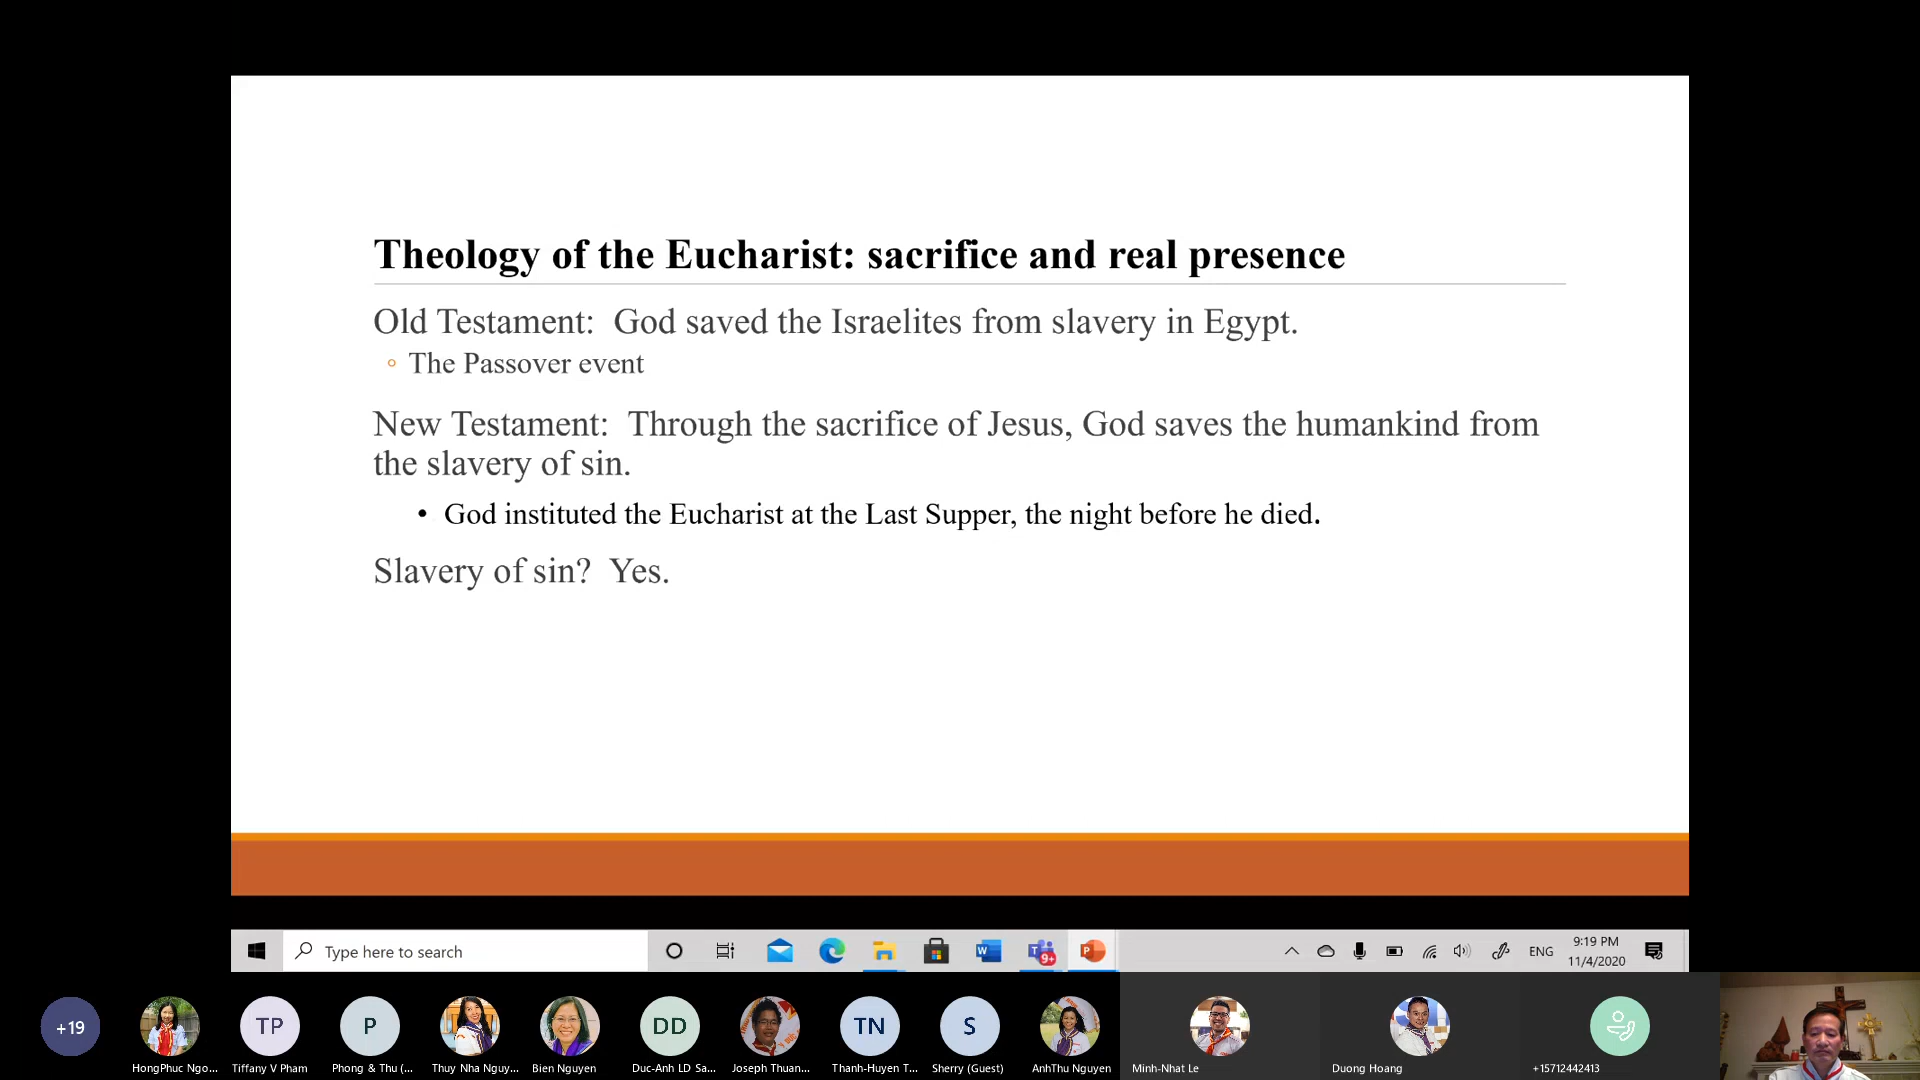 Theology of the Eucharist: sacrifice and real presence
Old Testament:  God saved the Israelites from slavery in Egypt.
◦ The Passover event
New Testament:  Through the sacrifice of Jesus, God saves the humankind from
the slavery of sin.
• God instituted the Eucharist at the Last Supper, the night before he died.
Slavery of sin?  Yes.
Type here to search
9+
ENG
9:19 PM
11/4/2020
+19
TP
P
DD
TN
S
HongPhuc Ngo...
Tiffany V Pham
Phong & Thu (...
Thuy Nha Nguy...
Bien Nguyen
Duc-Anh LD Sa...
Joseph Thuan...
Thanh-Huyen T...
Sherry (Guest)
AnhThu Nguyen
Minh-Nhat Le
Duong Hoang
+15712442413